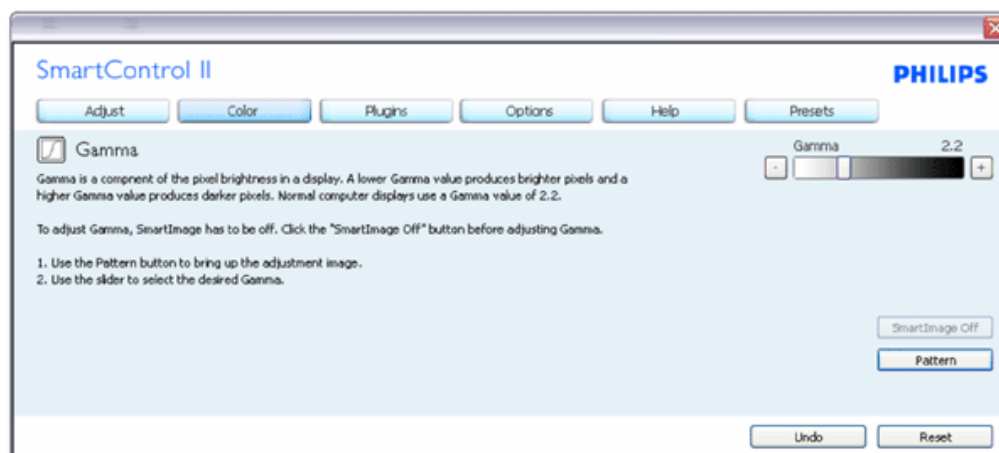 SmartControl II
PHILIPS
Adjust
Color
Plugins
Options
Help
Presets
Gamma
Gamma
2.2
-
+
Gamma is a component of the pixel brightness in a display. A lower Gamma value produces brighter pixels and a
higher Gamma value produces darker pixels. Normal computer displays use a Gamma value of 2.2.
To adjust Gamma, SmartImage has to be off. Click the "SmartImage Off" button before adjusting Gamma.
1. Use the Pattern button to bring up the adjustment image.
2. Use the slider to select the desired Gamma.
SmartImage Off
Pattern
Undo
Reset